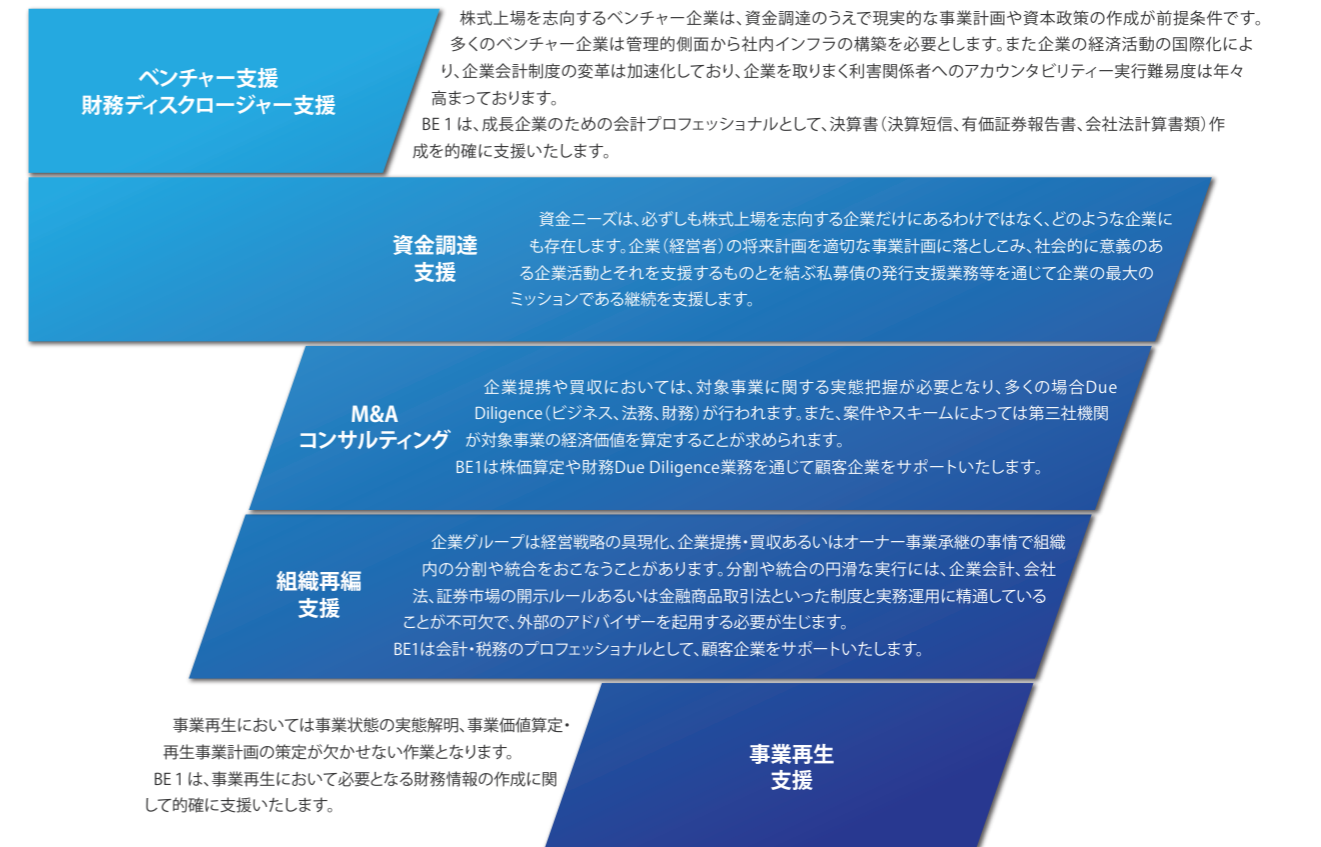 ベンチャー支援
財務ディスクロージャー支援
株式上場を志向するベンチャー企業は、資金調達のうえで現実的な事業計画や資本政策の作成が前提条件です。
多くのベンチャー企業は管理的側面から社内インフラの構築を必要とします。また企業の経済活動の国際化によ
り、企業会計制度の変革は加速化しており、企業を取りまく利害関係者へのアカウンタビリティー実行難易度は年々
高まっております。
BE1は、成長企業のための会計プロフェッショナルとして、決算書（決算短信、有価証券報告書、会社法計算書類）作
成を的確に支援いたします。
資金調達
支援
資金ニーズは、必ずしも株式上場を志向する企業だけにあるわけではなく、どのような企業に
も存在します。企業（経営者）の将来計画を適切な事業計画に落としこみ、社会的に意義のあ
る企業活動とそれを支援するものとを結ぶ私募債の発行支援業務等を通じて企業の最大の
ミッションである継続を支援します。
M&A
コンサルティング
企業提携や買収においては、対象事業に関する実態把握が必要となり、多くの場合Due
Diligence（ビジネス、法務、財務）が行われます。また、案件やスキームによっては第三社機関
が対象事業の経済価値を算定することが求められます。
BE1は株価算定や財務Due Diligence業務を通じて顧客企業をサポートいたします。
組織再編
支援
企業グループは経営戦略の具現化、企業提携・買収あるいはオーナー事業承継の事情で組織
内の分割や統合をおこなうことがあります。分割や統合の円滑な実行には、企業会計、会社
法、証券市場の開示ルールあるいは金融商品取引法といった制度と実務運用に精通している
ことが不可欠で、外部のアドバイザーを起用する必要が生じます。
BE1は会計・税務のプロフェッショナルとして、顧客企業をサポートいたします。
事業再生においては事業状態の実態解明、事業価値算定・
再生事業計画の策定が欠かせない作業となります。
BE1は、事業再生において必要となる財務情報の作成に関
して的確に支援いたします。
事業再生
支援